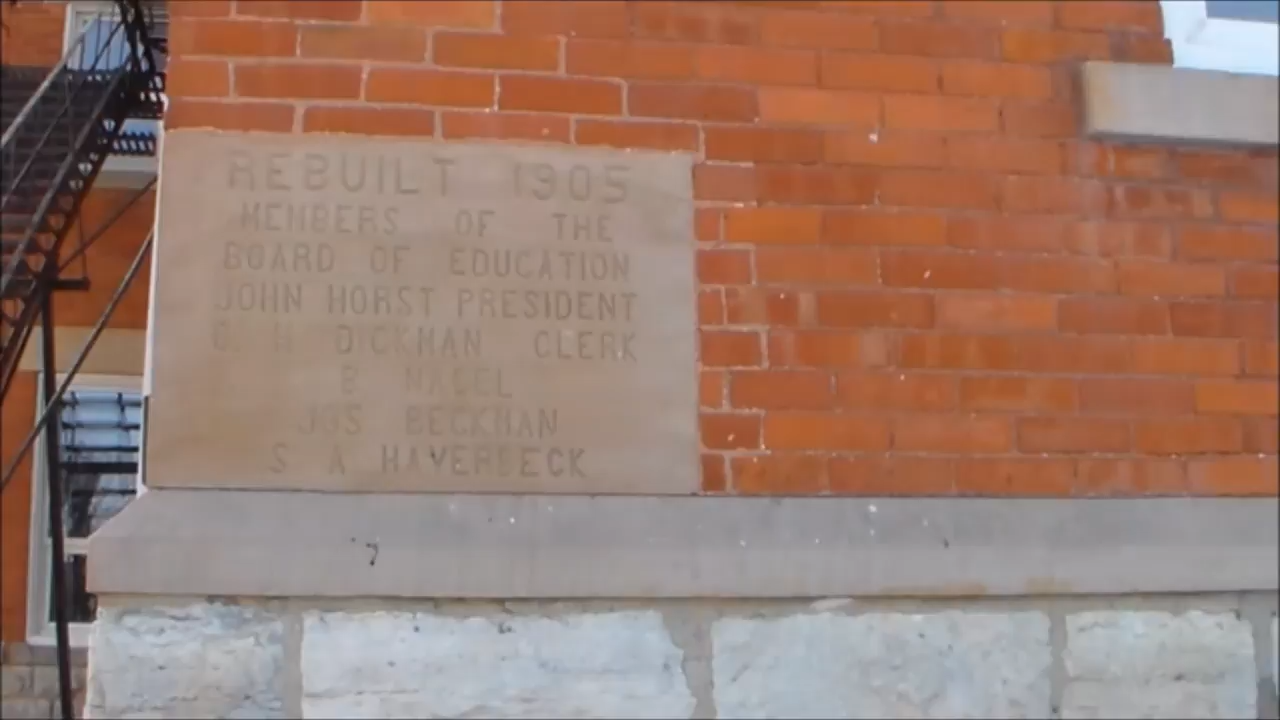 REBUILT 1905
MEMBERS OF THE
BOARD OF EDUCATION
JOHN HORST PRESIDENT
H DICKMAN CLERK
B NAGEL
JOS BECKMAN
S A HAVERBECK